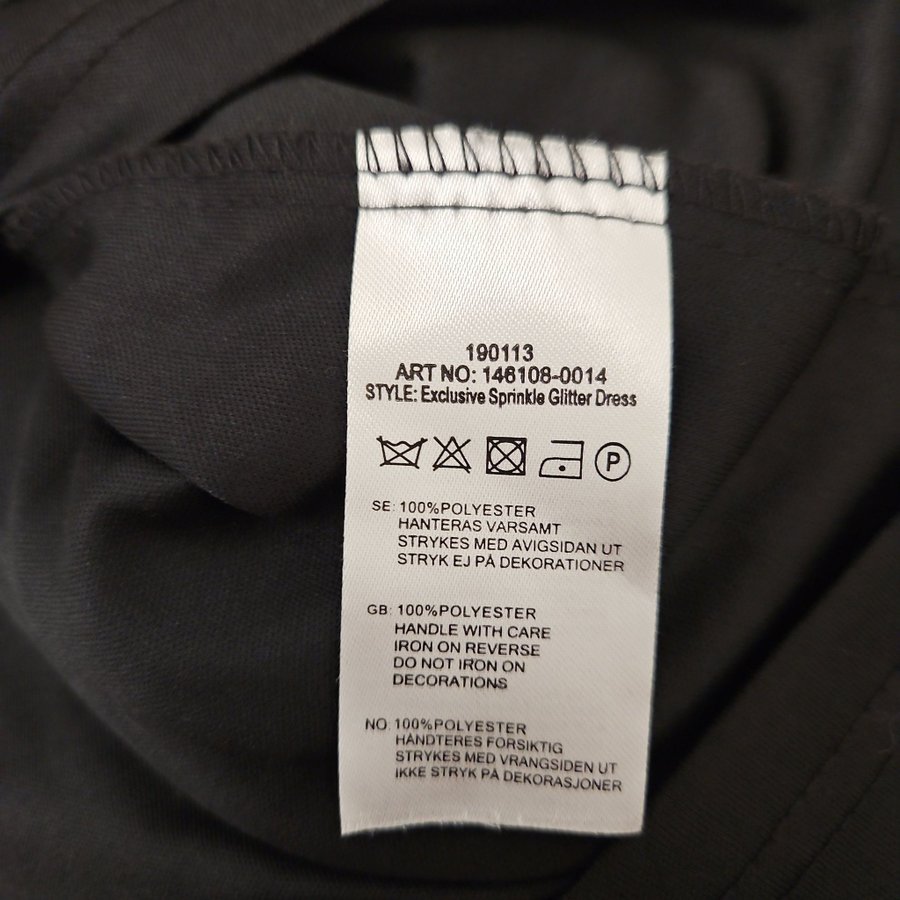 190113
ART NO: 146108-0014
STYLE: Exclusive Sprinkle Glitter Dress
P
SE: 100%POLYESTER
HANTERAS VARSAMT
STRYKES MED AVIGSIDAN UT
STRYK EJ PÅ DEKORATIONER
GB: 100%POLYESTER
HANDLE WITH CARE
IRON ON REVERSE
DO NOT IRON ON
DECORATIONS
NO: 100%POLYESTER
HÅNDTERES FORSIKTIG
STRYKES MED VRANGSIDEN UT
IKKE STRYK PÅ DEKORASJONER